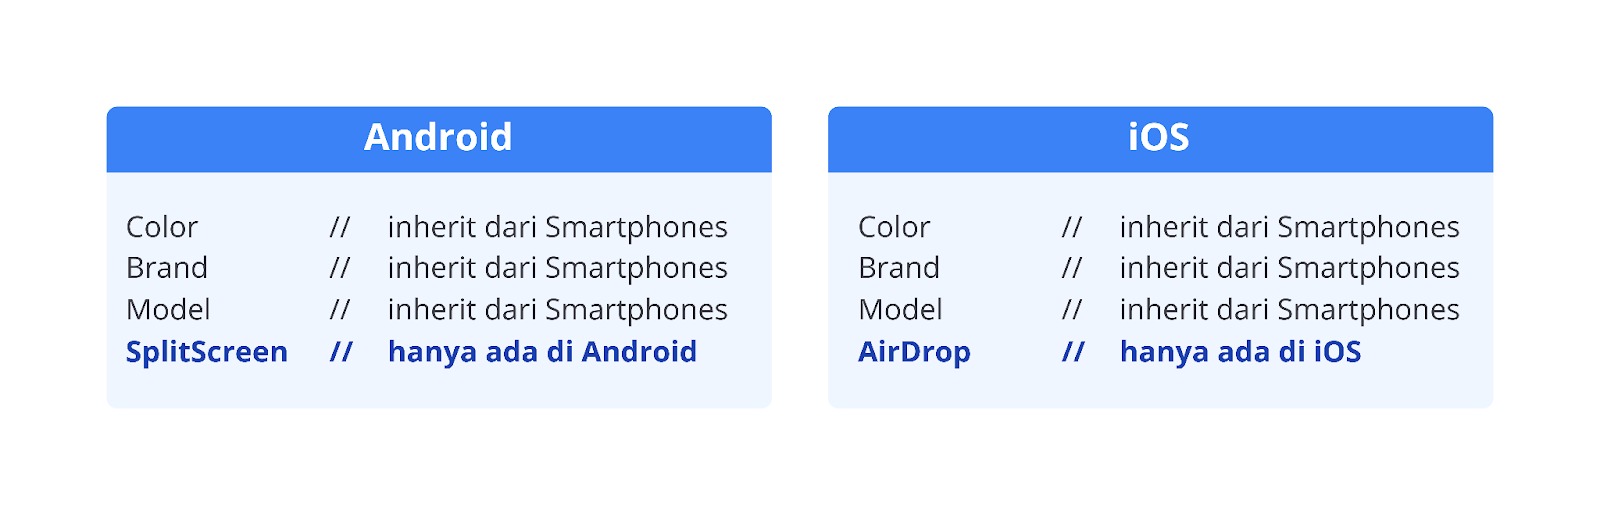 Android
Color // inherit dari Smartphones
Brand // inherit dari Smartphones
Model // inherit dari Smartphones
SplitScreen // hanya ada di Android
iOS
Color // inherit dari Smartphones
Brand // inherit dari Smartphones
Model // inherit dari Smartphones
AirDrop // hanya ada di iOS